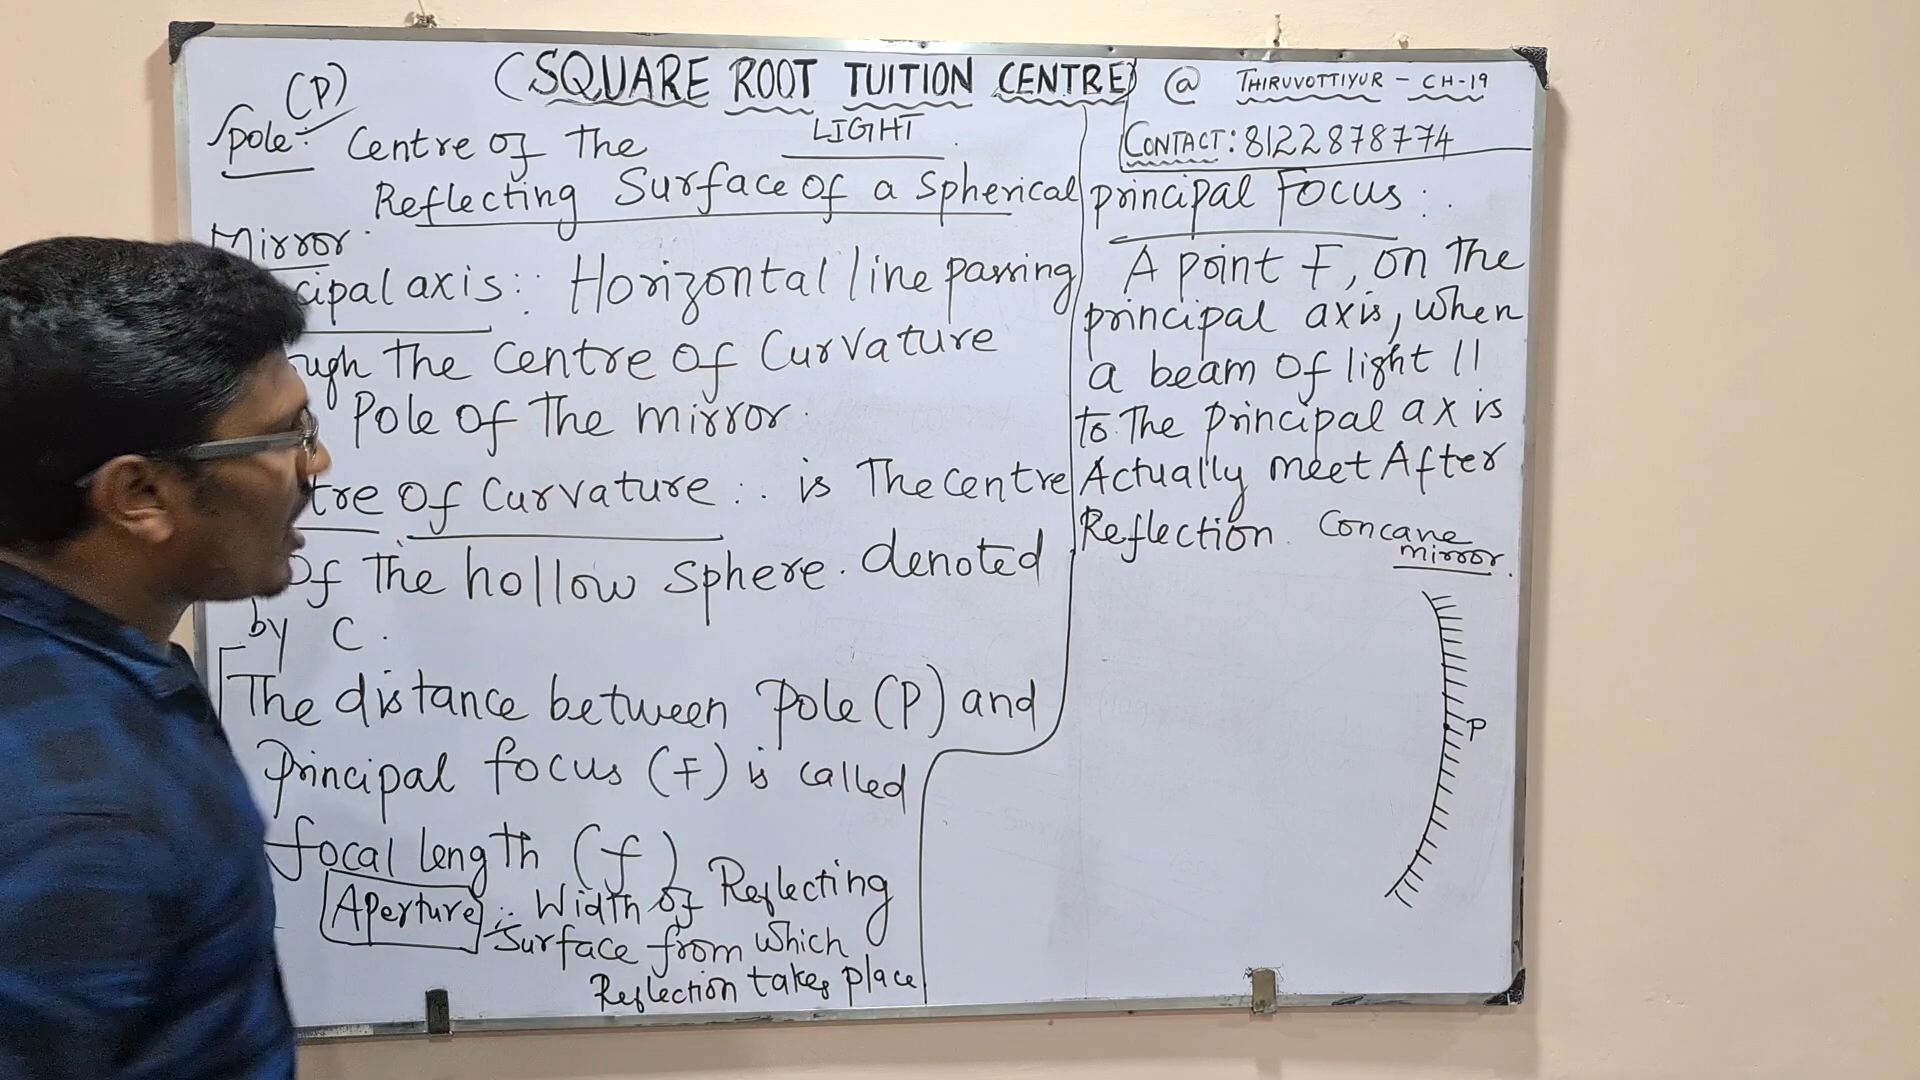 (SQUARE ROOT TUITION CENTRE) @ THIRUVOTTIYUR - CH-19
LIGHT
CONTACT: 8122878774
(P)
pole: Centre of The
Reflecting Surface of a Spherical
Mirror.
cipal axis: Horizontal line passing
ugh The Centre of Curvature
Pole of The mirror.
tre of Curvature: is The centre
of The hollow sphere. denoted
by C.
The distance between pole (P) and
principal focus (F) is called
focal length (f)
Aperture: Width of Reflecting
Surface from which
Reflection takes place
principal Focus:
A point F, on The
principal axis, when
a beam of light ||
to The principal axis
Actually meet After
Reflection. Concave
mirror.
P